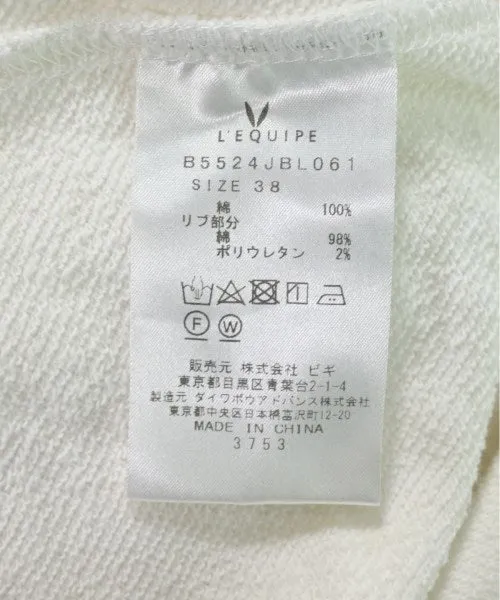 L'EQUIPE
B5524JBL061
SIZE 38
綿 100%
リブ部分
綿 98%
ポリウレタン 2%
F W
販売元 株式会社 ビギ
東京都目黒区青葉台2-1-4
製造元 ダイワボウアドバンス株式会社
東京都中央区日本橋富沢町12-20
MADE IN CHINA
3753